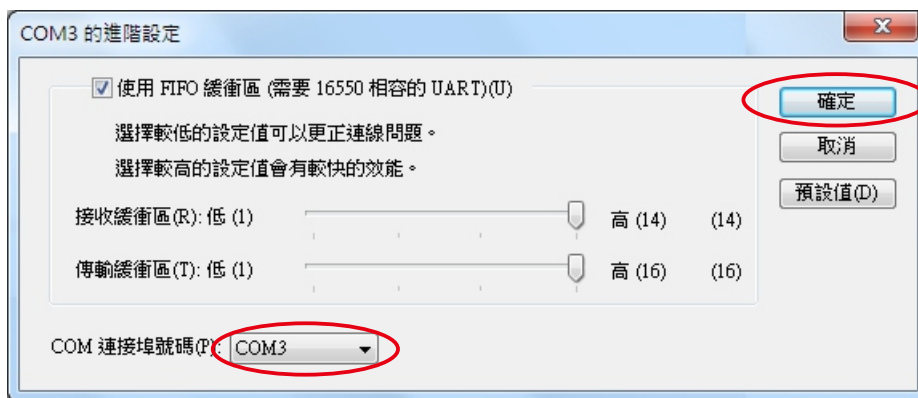 COM3 的進階設定
使用 FIFO 緩衝區 (需要 16550 相容的 UART)(U)
選擇較低的設定值可以更正連線問題。
選擇較高的設定值會有較快的效能。
接收緩衝區(R): 低 (1) 高 (14) (14)
傳輸緩衝區(T): 低 (1) 高 (16) (16)
COM 連接埠號碼(P): COM3
確定
取消
預設值(D)